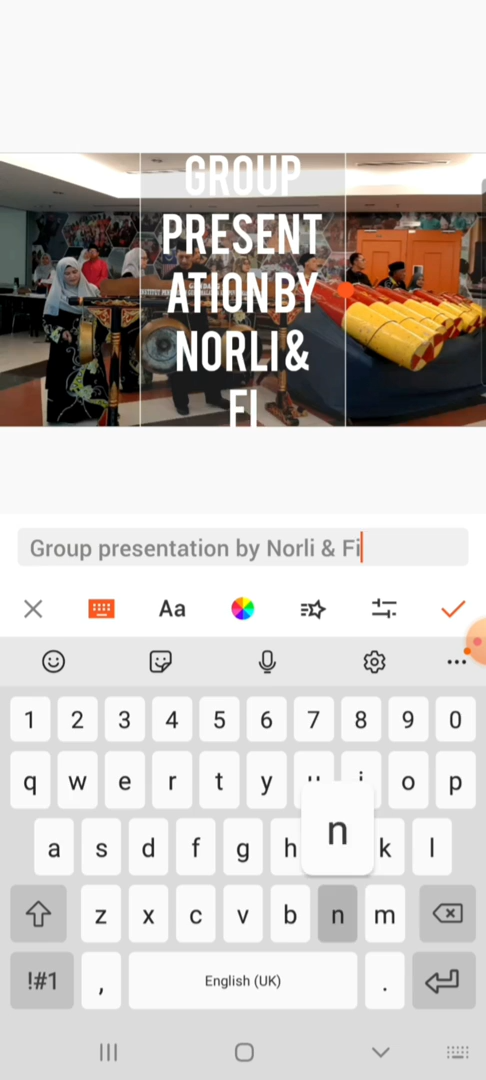 GROUP
PRESENT
ATION BY
NORLI &
FI
Group presentation by Norli & Fi
Aa
1 2 3 4 5 6 7 8 9 0
q w e r t y u i o p
a s d f g h k l
n
z x c v b n m
!#1 , English (UK) .